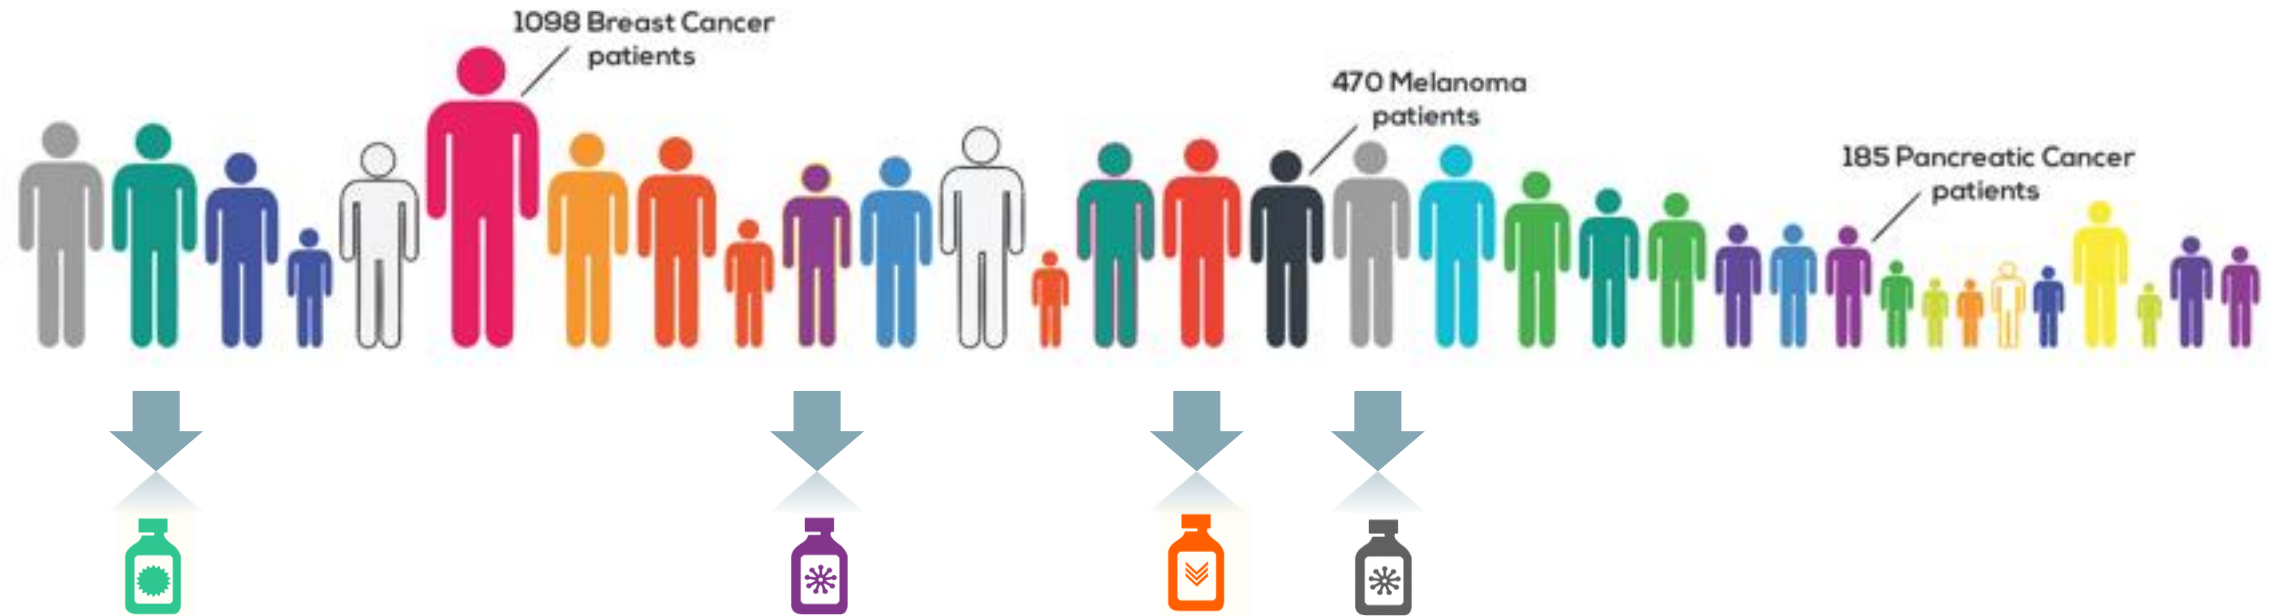 1098 Breast Cancer
patients
470 Melanoma
patients
185 Pancreatic Cancer
patients